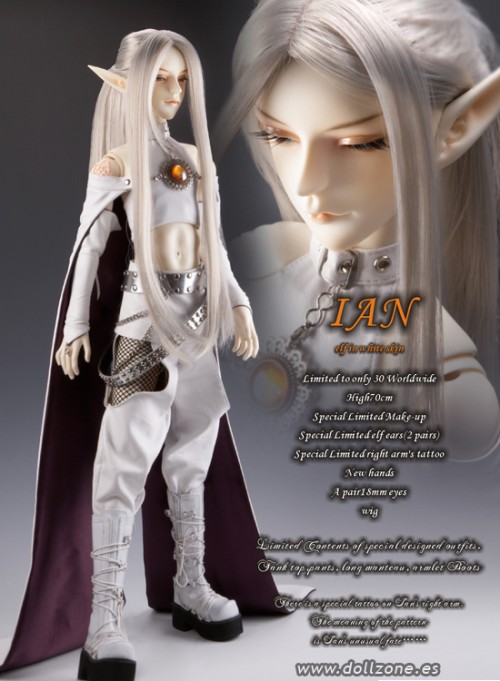 IAN
elf in white skin
Limited to only 30 Worldwide
High70cm
Special Limited Make-up
Special Limited elf ears(2 pairs)
Special Limited right arm's tattoo
New hands
A pair18mm eyes
wig
Limited Contents of special designed outfits.
Tank top,pants, long manteau, armlet Boots
There is a special tattoo on Ian's right arm.
The meaning of the pattern
is Ian's unusual fate
www.dollzone.es